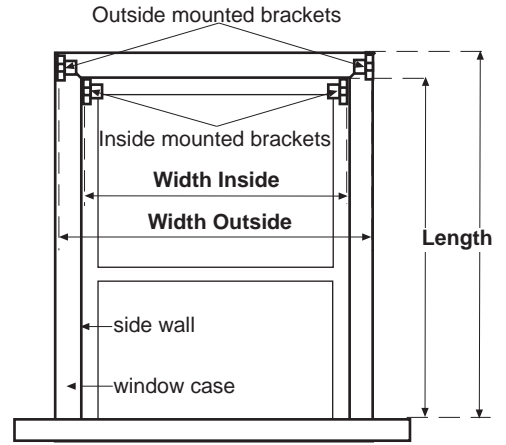 Outside mounted brackets
Inside mounted brackets
Width Inside
Width Outside
Length
side wall
window case